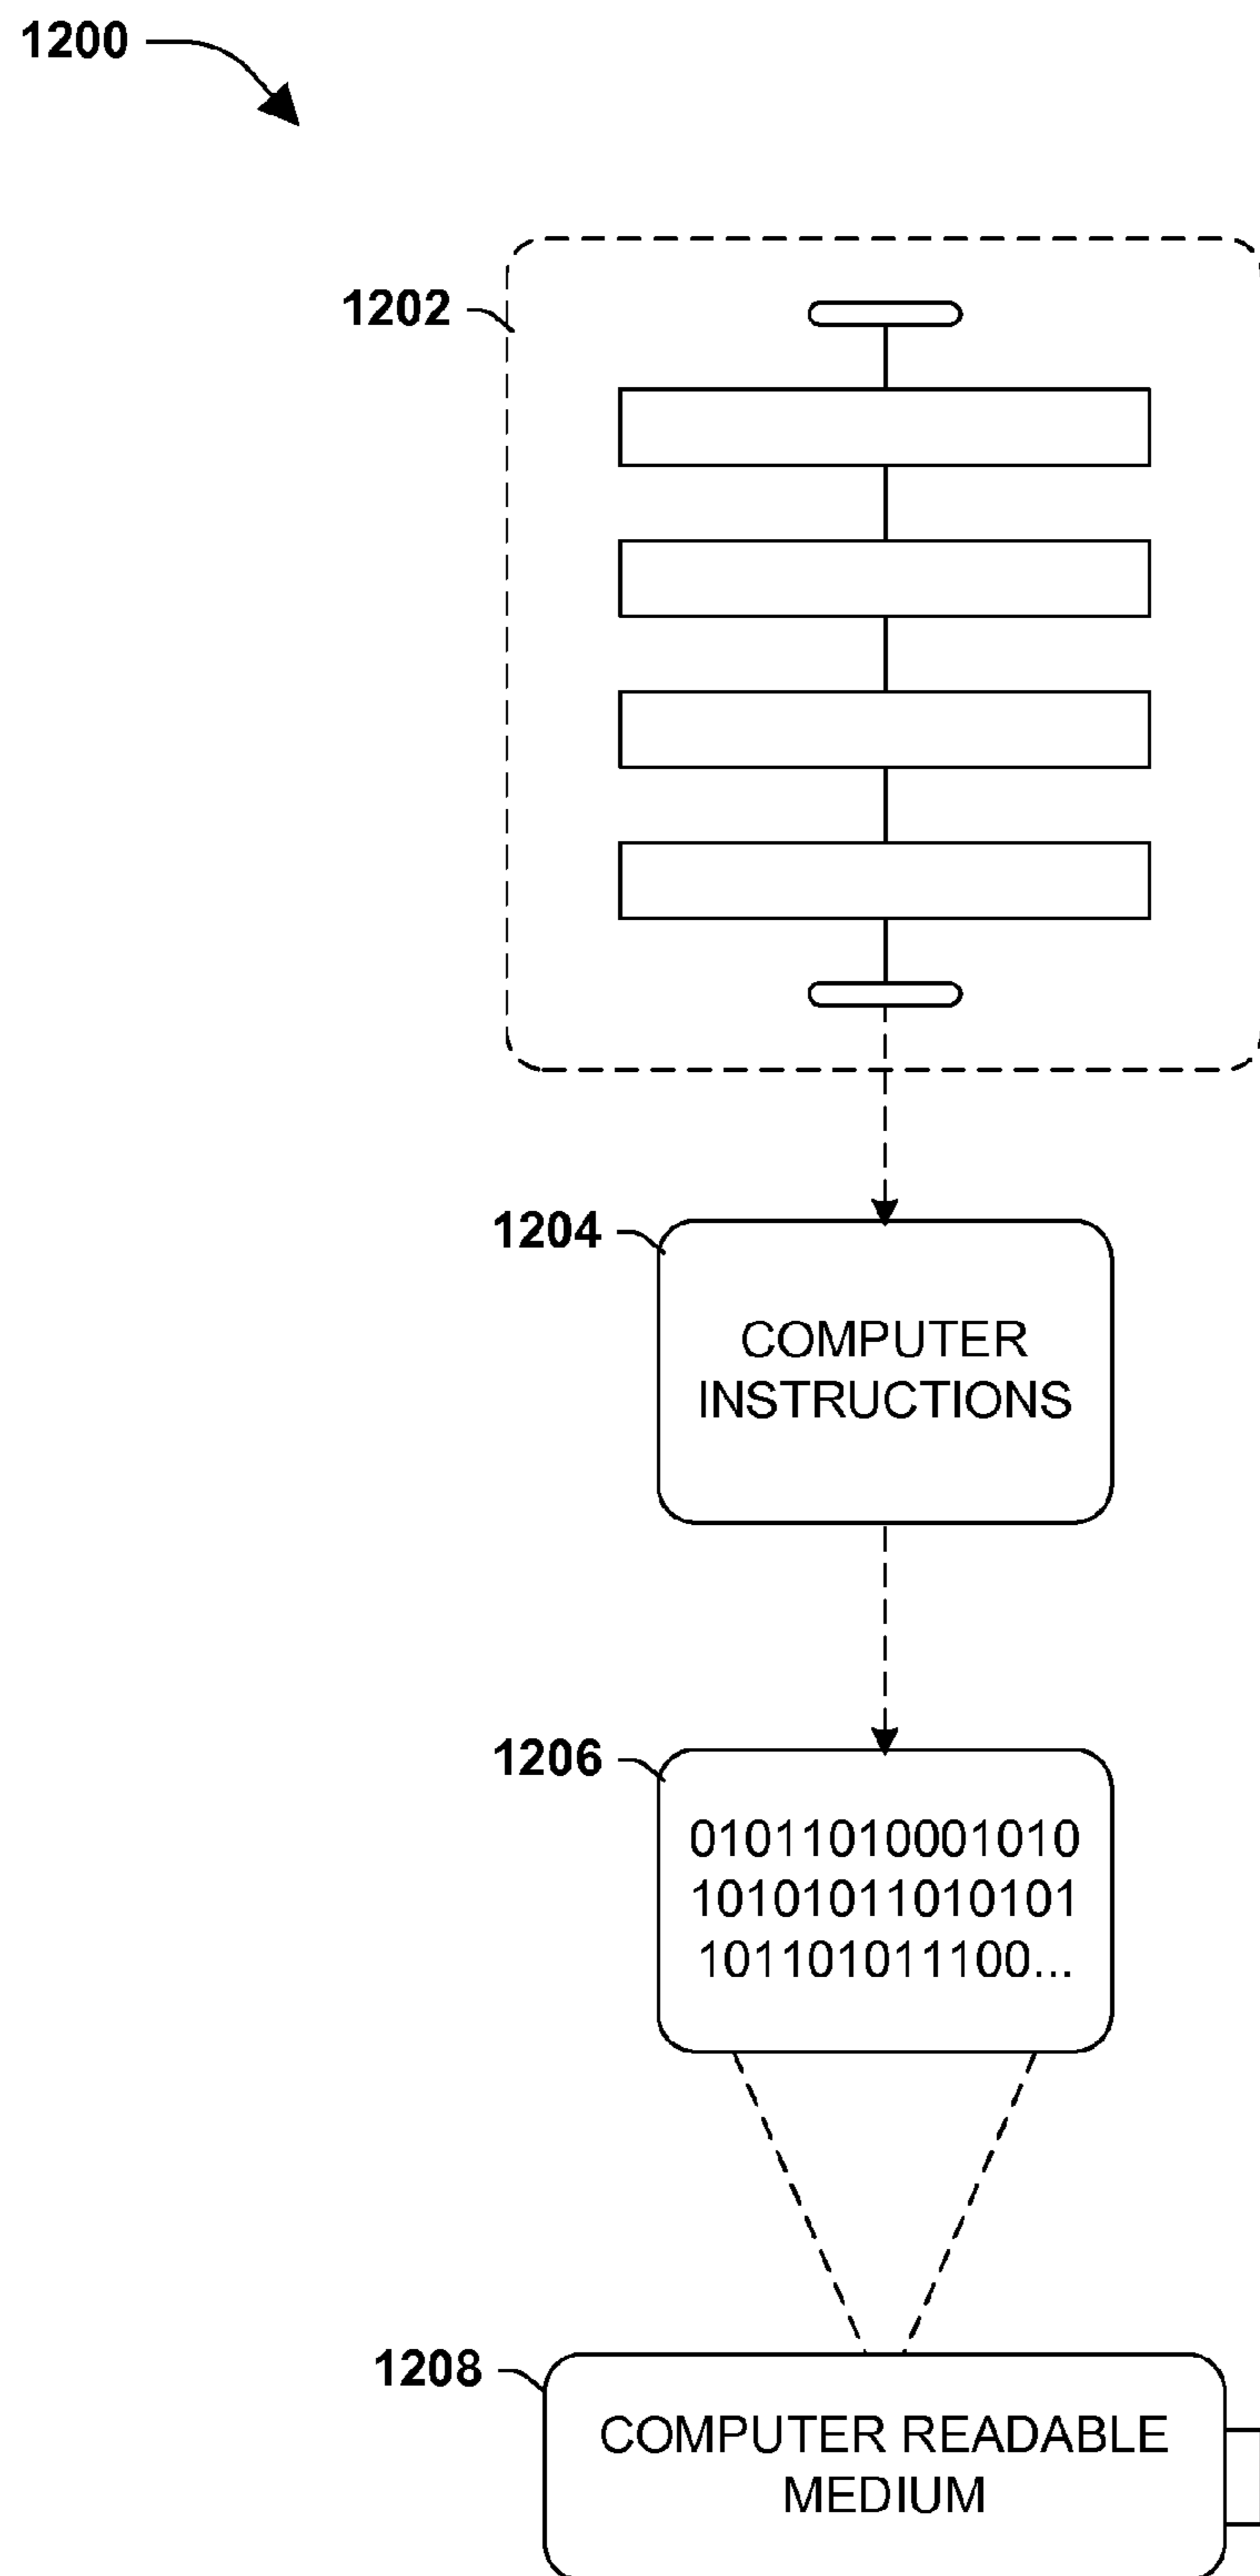 1200
1202
1204
COMPUTER
INSTRUCTIONS
1206
01011010001010
10101011010101
101101011100...
1208
COMPUTER READABLE
MEDIUM